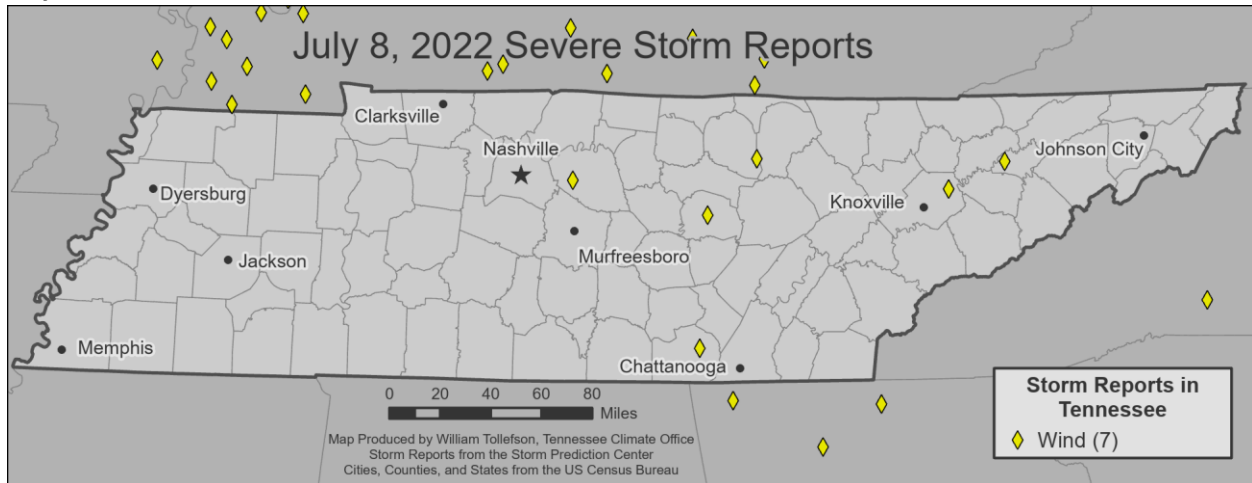 July 8, 2022 Severe Storm Reports
Clarksville
Nashville
Johnson City
Dyersburg
Knoxville
Murfreesboro
Jackson
Memphis
Chattanooga
0 20 40 60 80
Miles
Map Produced by William Tollefson, Tennessee Climate Office
Storm Reports from the Storm Prediction Center
Cities, Counties, and States from the US Census Bureau
Storm Reports in
Tennessee
Wind (7)